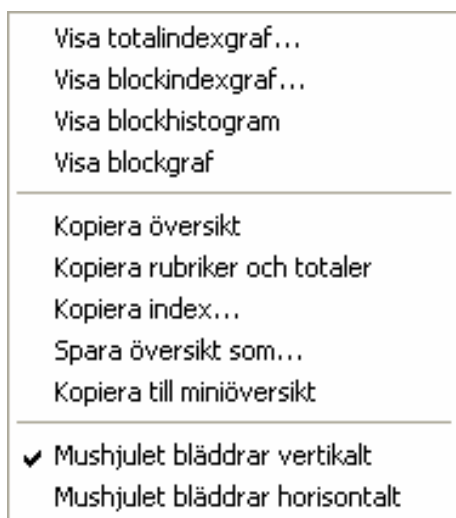 Visa totalindexgraf...
Visa blockindexgraf...
Visa blockhistogram
Visa blockgraf
Kopiera översikt
Kopiera rubriker och totaler
Kopiera index...
Spara översikt som...
Kopiera till miniöversikt
Mushjulet bläddrar vertikalt
Mushjulet bläddrar horisontalt